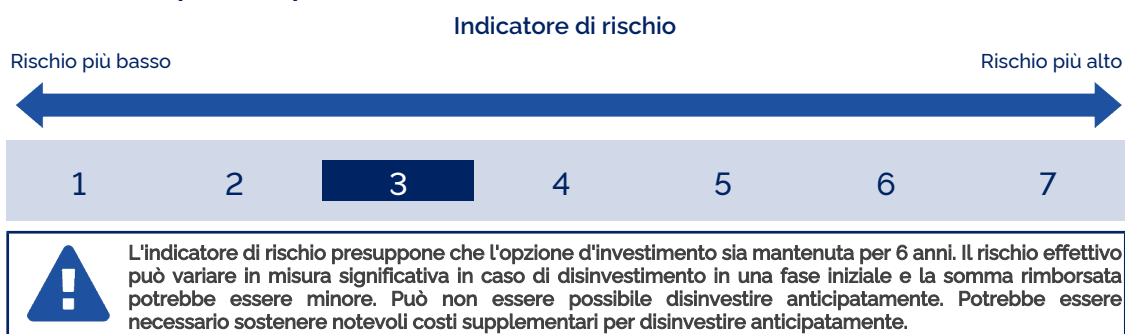 Indicatore di rischio
Rischio più basso Rischio più alto
1 2 3 4 5 6 7
L'indicatore di rischio presuppone che l'opzione d'investimento sia mantenuta per 6 anni. Il rischio effettivo
può variare in misura significativa in caso di disinvestimento in una fase iniziale e la somma rimborsata
potrebbe essere minore. Può non essere possibile disinvestire anticipatamente. Potrebbe essere
necessario sostenere notevoli costi supplementari per disinvestire anticipatamente.